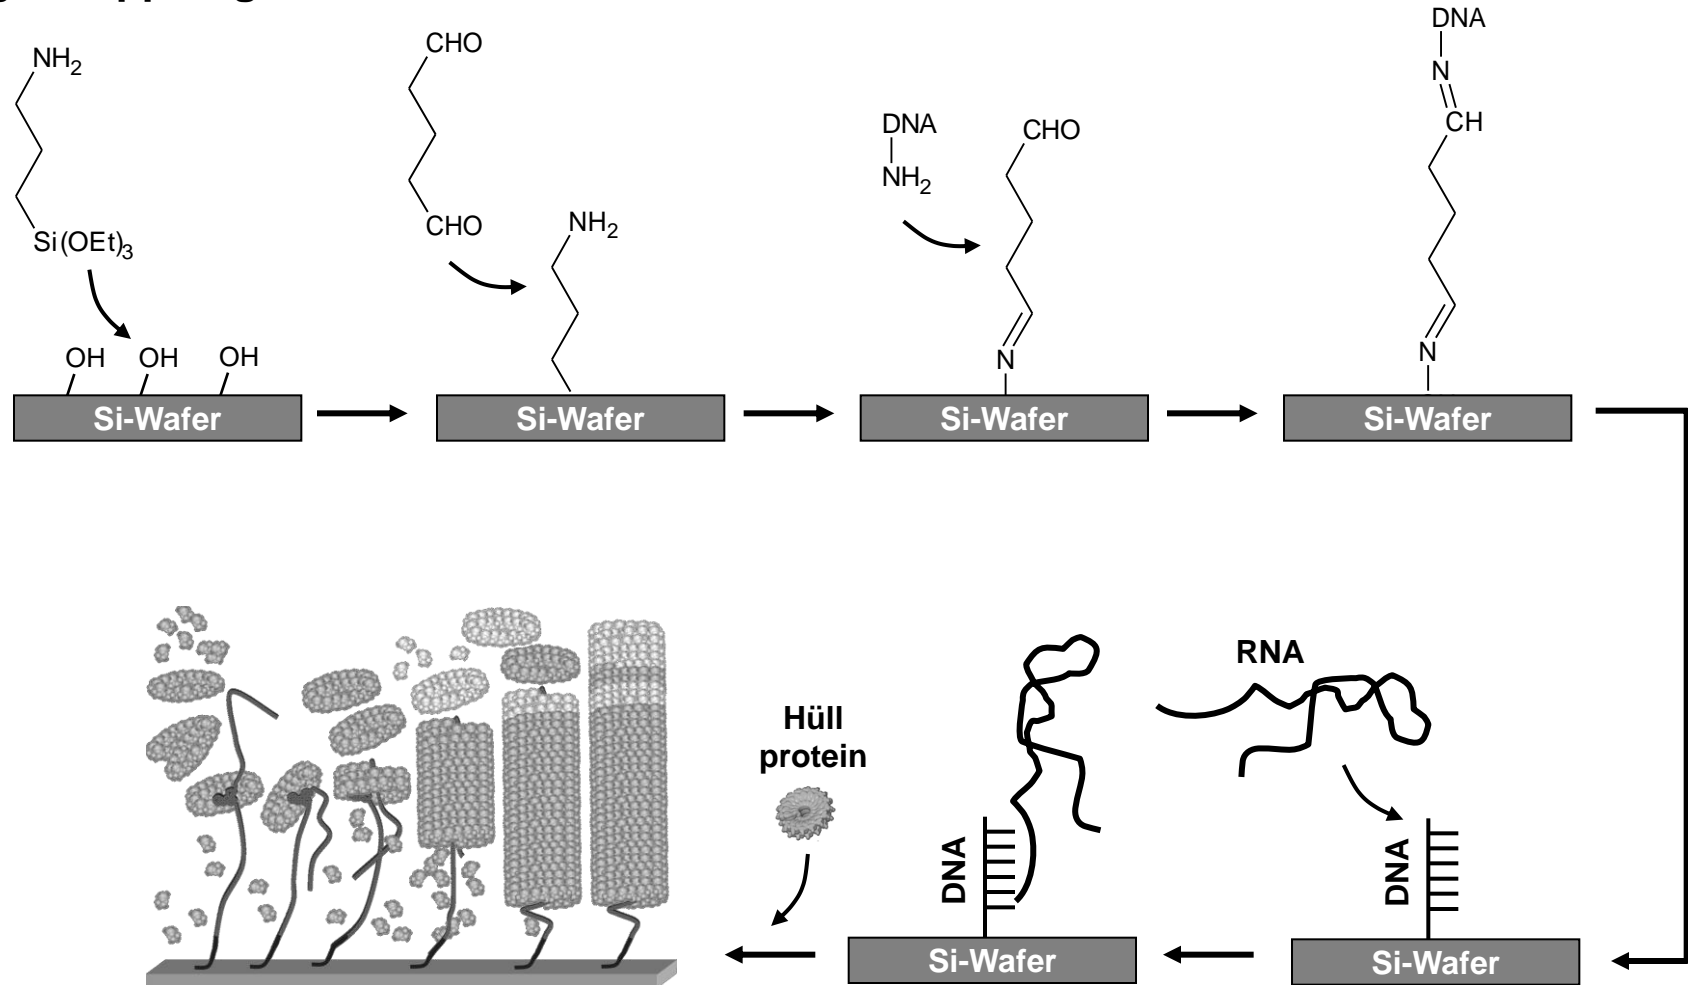 NH2
Si(OEt)3
OH
OH
OH
Si-Wafer
CHO
CHO
NH2
Si-Wafer
DNA
NH2
CHO
N
Si-Wafer
DNA
N
CH
N
Si-Wafer
Hüll
protein
DNA
Si-Wafer
RNA
DNA
Si-Wafer